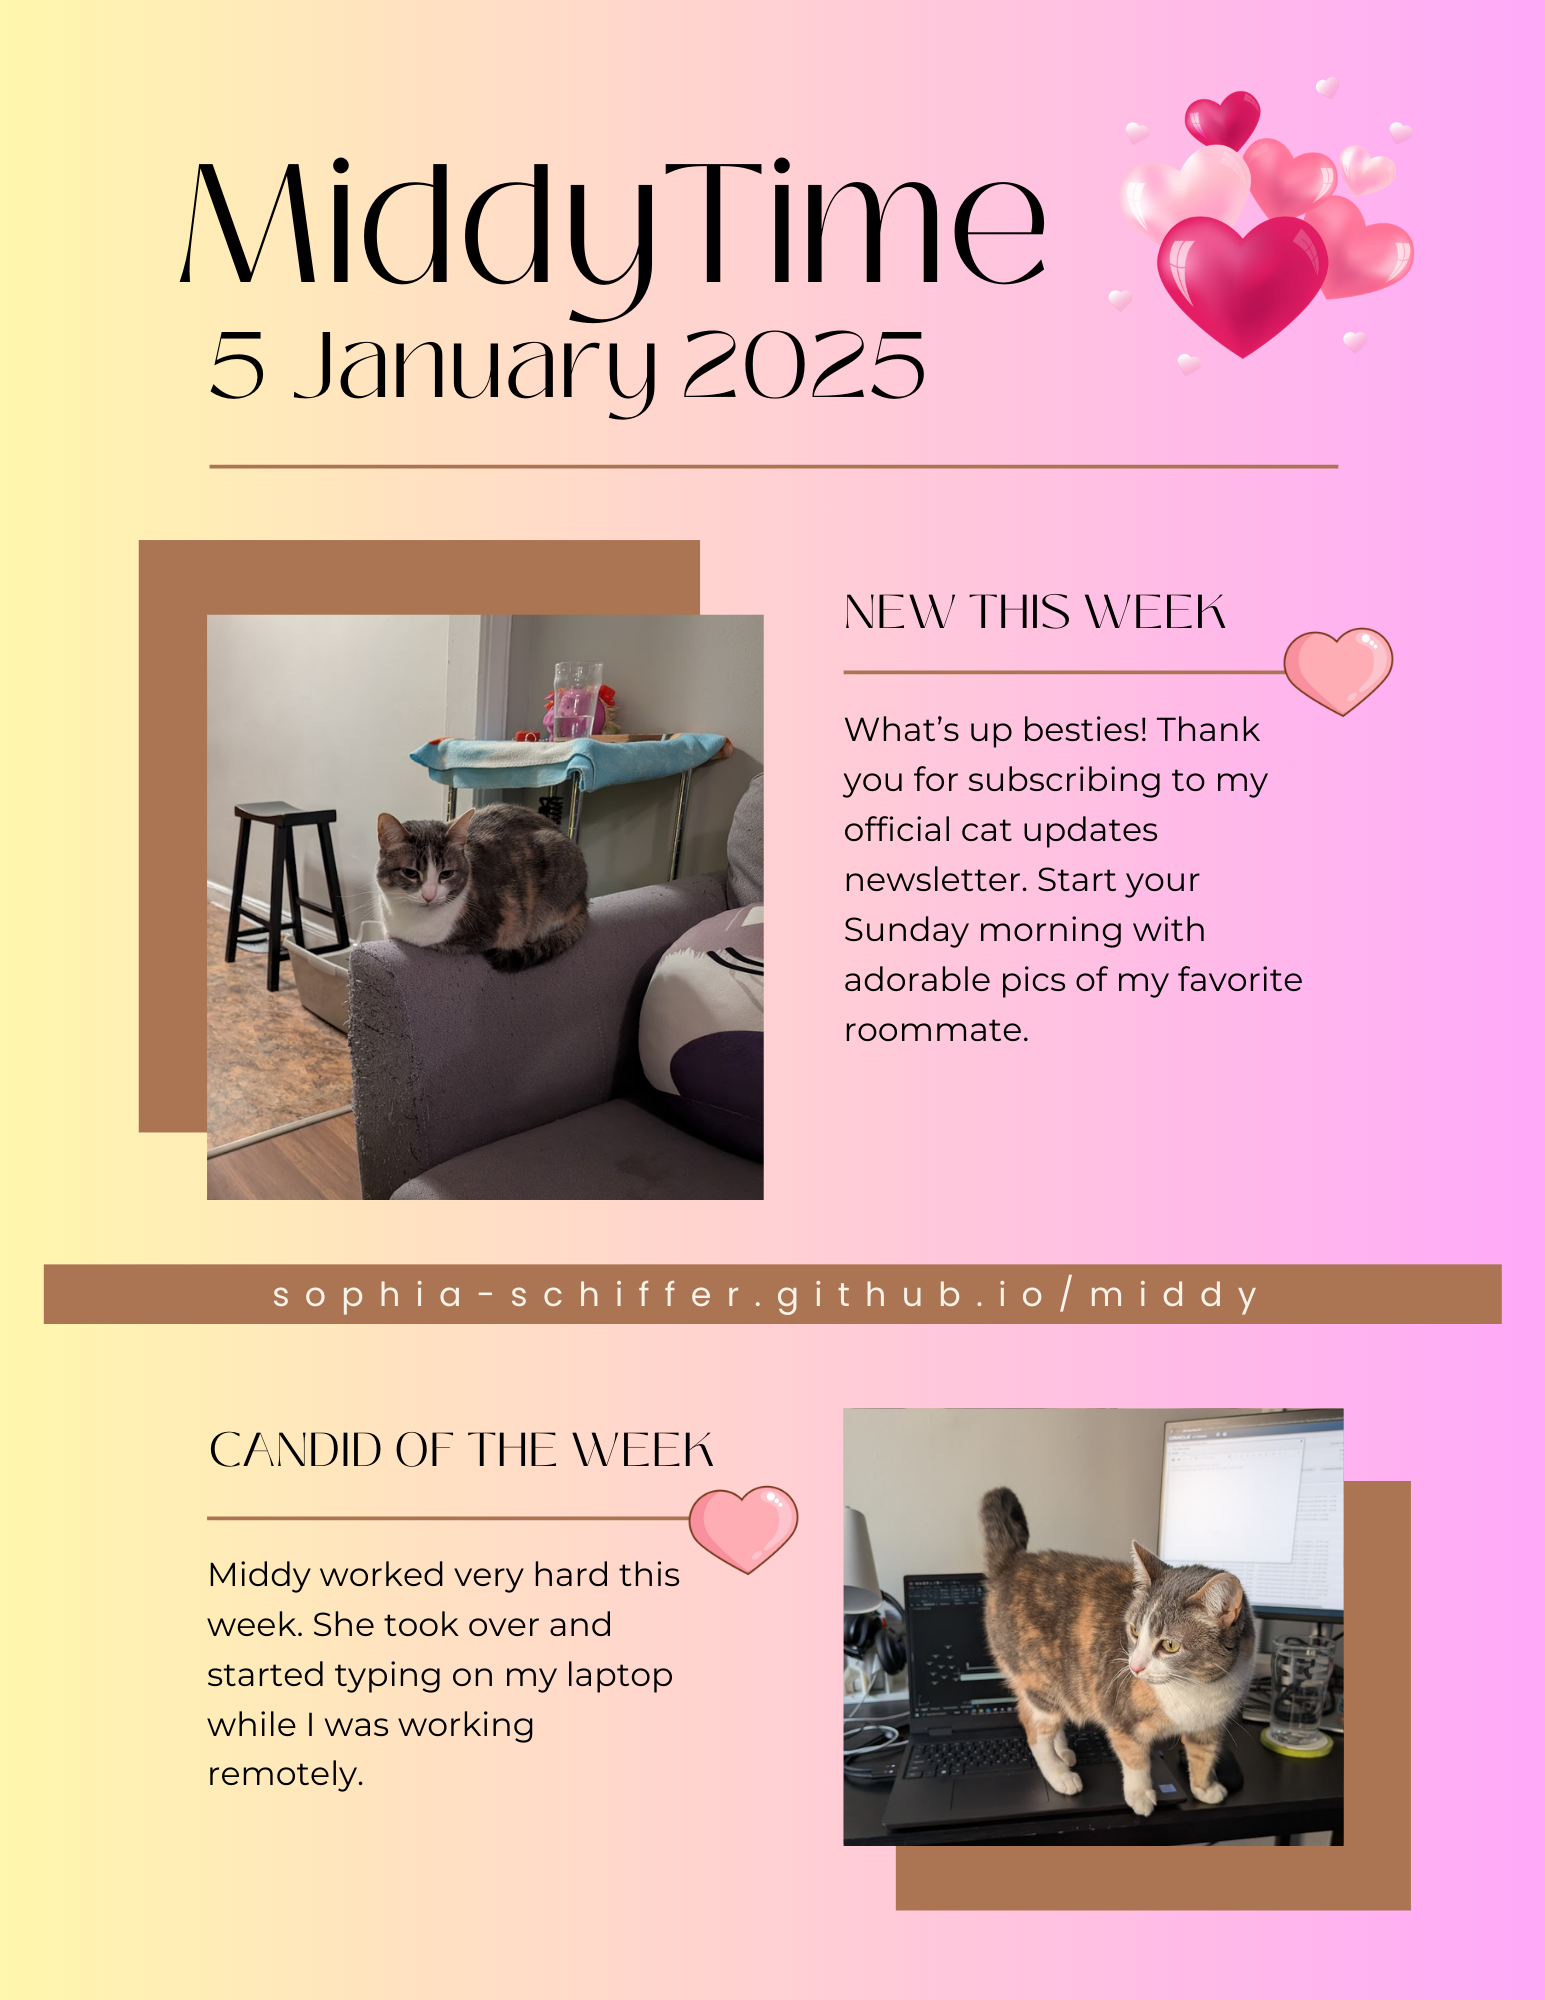 MiddyTime
5 January 2025
NEW THIS WEEK
What’s up besties! Thank
you for subscribing to my
official cat updates
newsletter. Start your
Sunday morning with
adorable pics of my favorite
roommate.
sophia-schiffer.github.io/middy
CANDID OF THE WEEK
Middy worked very hard this
week. She took over and
started typing on my laptop
while I was working
remotely.
ORACLE